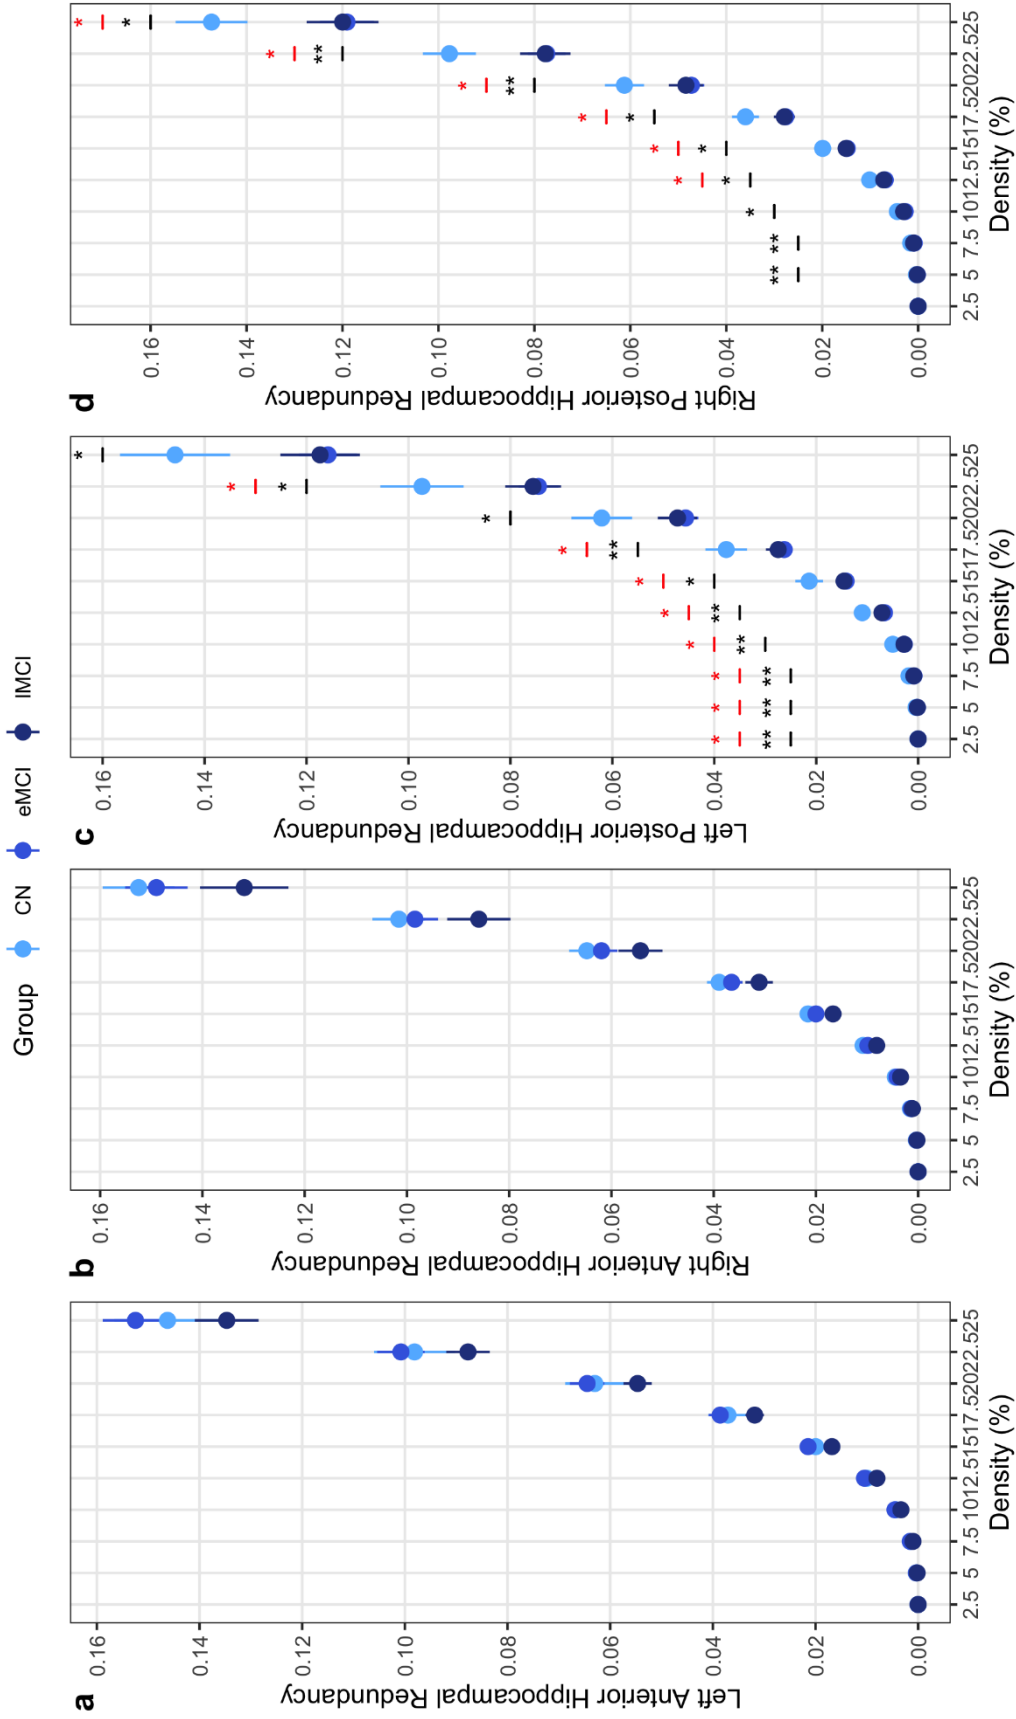 Group CN eMCI lMCI
a
Left Anterior Hippocampal Redundancy
0.16
0.14
0.12
0.10
0.08
0.06
0.04
0.02
0.00
2.5 5 7.5 10 12.5 15 17.5 20 22.5 25
Density (%)
b
Right Anterior Hippocampal Redundancy
0.16
0.14
0.12
0.10
0.08
0.06
0.04
0.02
0.00
2.5 5 7.5 10 12.5 15 17.5 20 22.5 25
Density (%)
c
Left Posterior Hippocampal Redundancy
0.16
0.14
0.12
0.10
0.08
0.06
0.04
0.02
0.00
** * ** * ** * ** * ** * * * ** * * * * *
2.5 5 7.5 10 12.5 15 17.5 20 22.5 25
Density (%)
d
Right Posterior Hippocampal Redundancy
0.16
0.14
0.12
0.10
0.08
0.06
0.04
0.02
0.00
** ** * * * * * * * ** * ** * * *
2.5 5 7.5 10 12.5 15 17.5 20 22.5 25
Density (%)